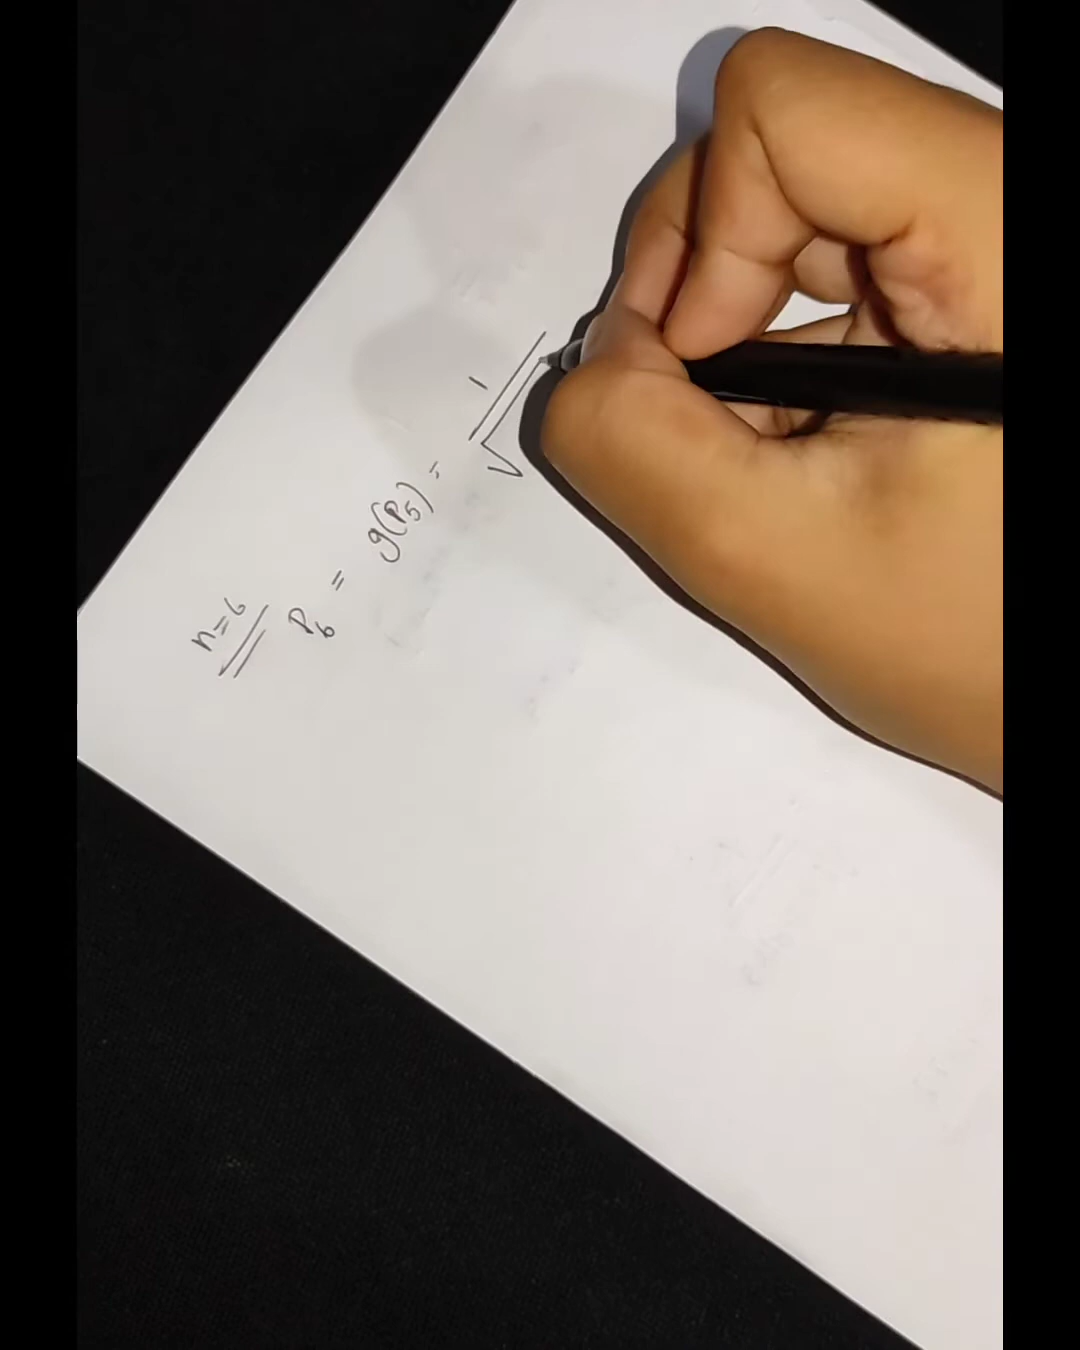 n=6
P₆ = g(P₅) = 1/√